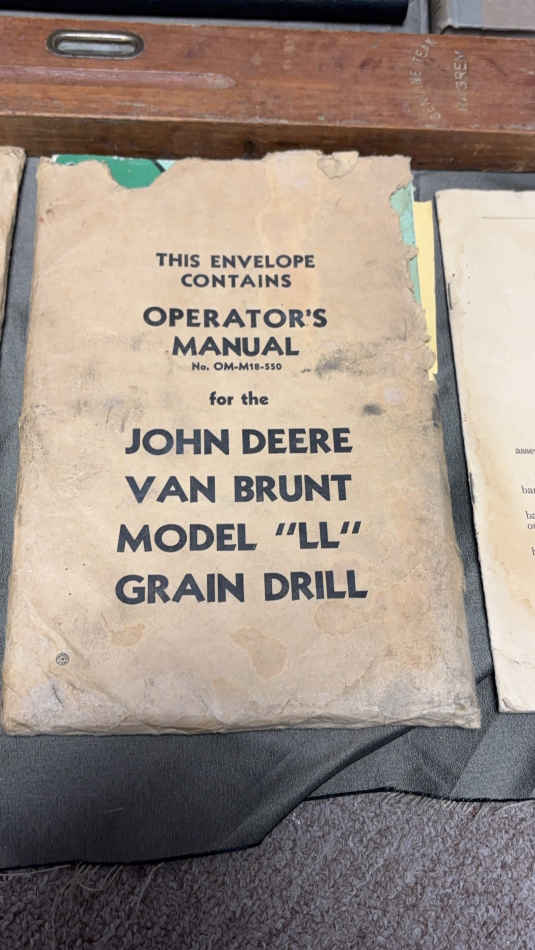 THIS ENVELOPE
CONTAINS
OPERATOR'S
MANUAL
No. OM-M18-550
for the
JOHN DEERE
VAN BRUNT
MODEL "LL"
GRAIN DRILL